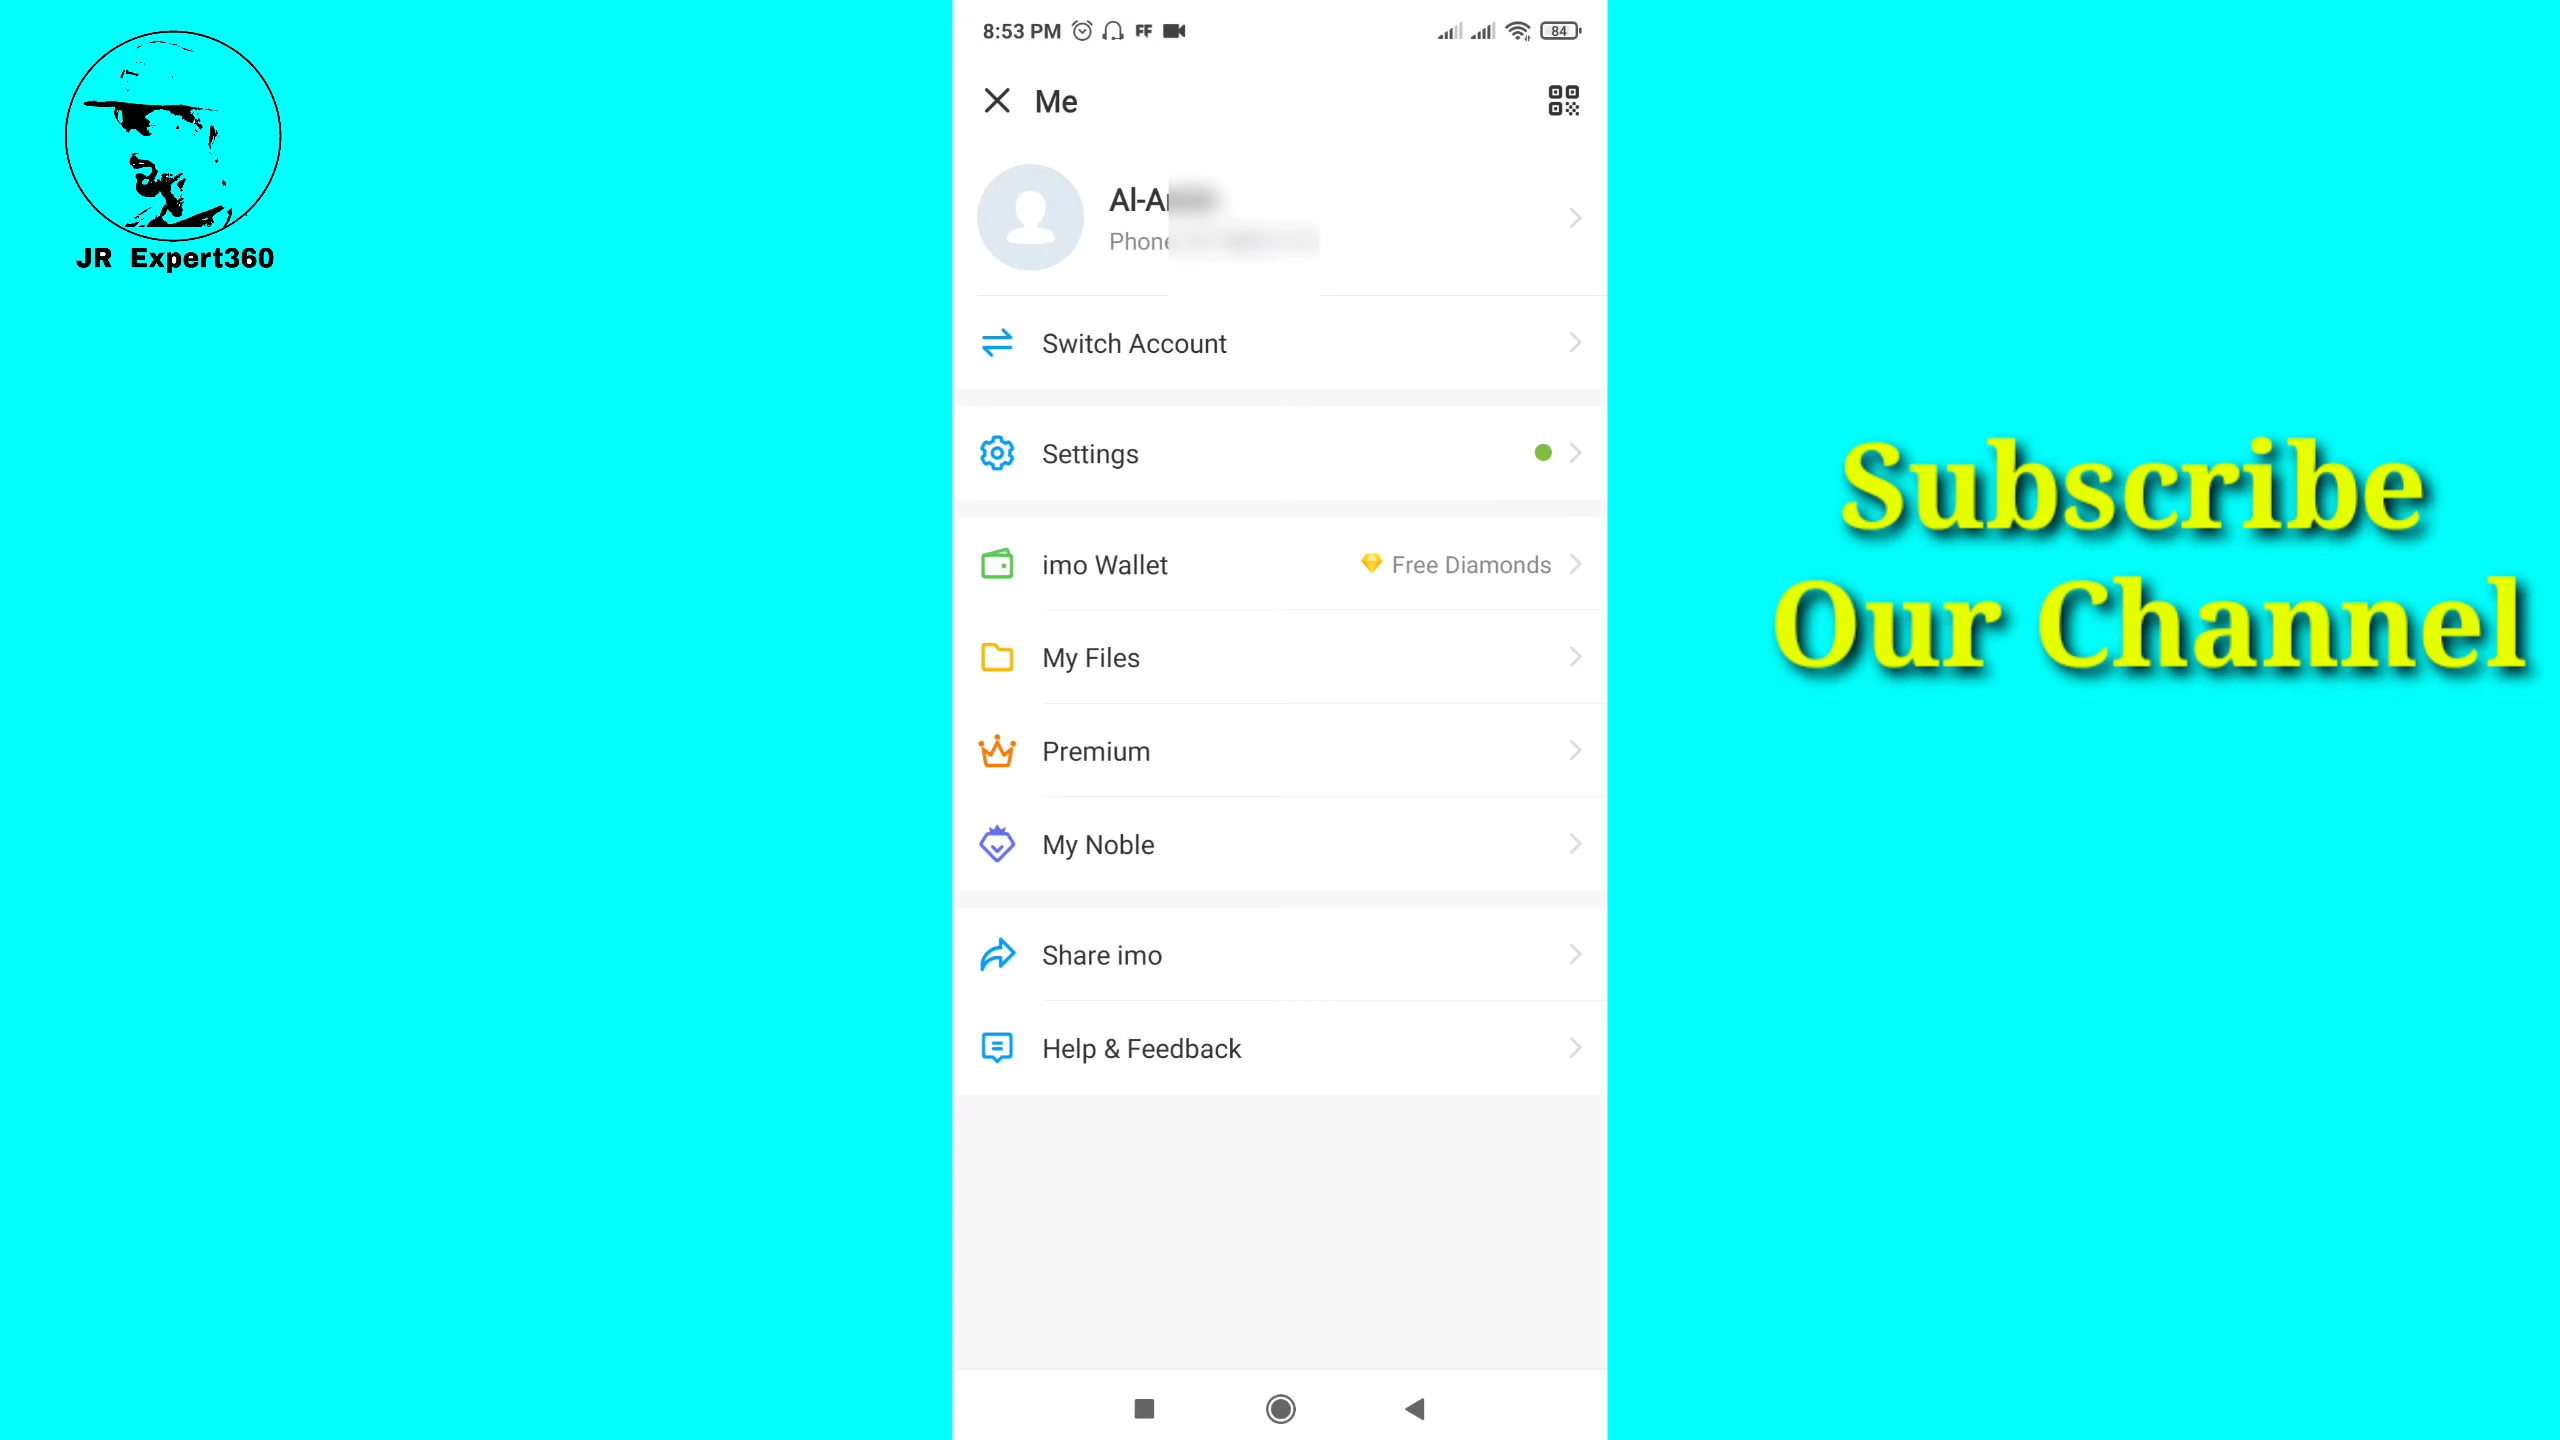 JR Expert360
8:53 PM FF 84
Me
Phone
Switch Account
Settings
imo Wallet Free Diamonds
My Files
Premium
My Noble
Share imo
Help & Feedback
Subscribe
Our Channel